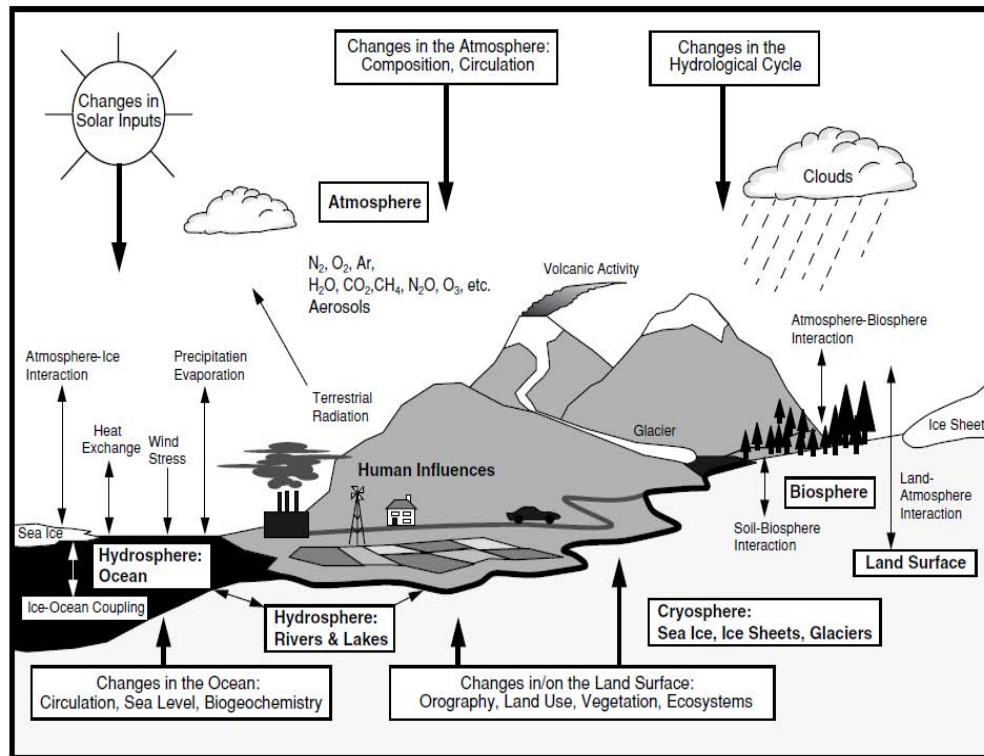 Changes in the Atmosphere:
Composition, Circulation
Changes in the
Hydrological Cycle
Changes in
Solar Inputs
Clouds
Atmosphere
N₂, O₂, Ar,
H₂O, CO₂,CH₄, N₂O, O₃, etc.
Aerosols
Volcanic Activity
Atmosphere-Ice
Interaction
Precipitation
Evaporation
Atmosphere-Biosphere
Interaction
Terrestrial
Radiation
Heat
Exchange
Wind
Stress
Glacier
Ice Sheet
Human Influences
Biosphere
Land-
Atmosphere
Interaction
Soil-Biosphere
Interaction
Sea Ice
Hydrosphere:
Ocean
Land Surface
Ice-Ocean Coupling
Hydrosphere:
Rivers & Lakes
Cryosphere:
Sea Ice, Ice Sheets, Glaciers
Changes in the Ocean:
Circulation, Sea Level, Biogeochemistry
Changes in/on the Land Surface:
Orography, Land Use, Vegetation, Ecosystems